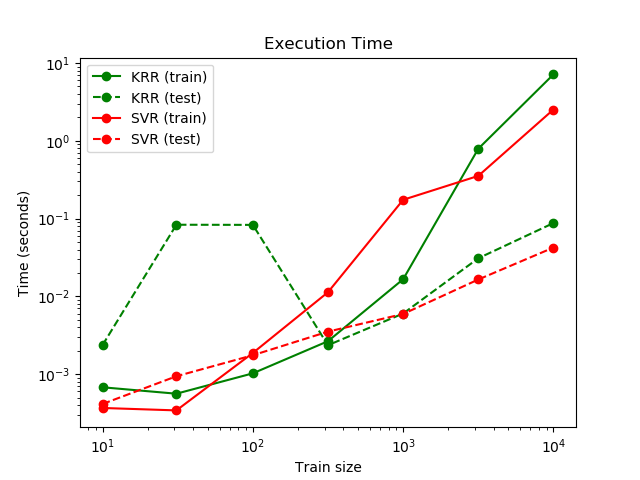 Execution Time
KRR (train)
KRR (test)
SVR (train)
SVR (test)
Time (seconds)
10¹
10⁰
10⁻¹
10⁻²
10⁻³
10¹
10²
10³
10⁴
Train size